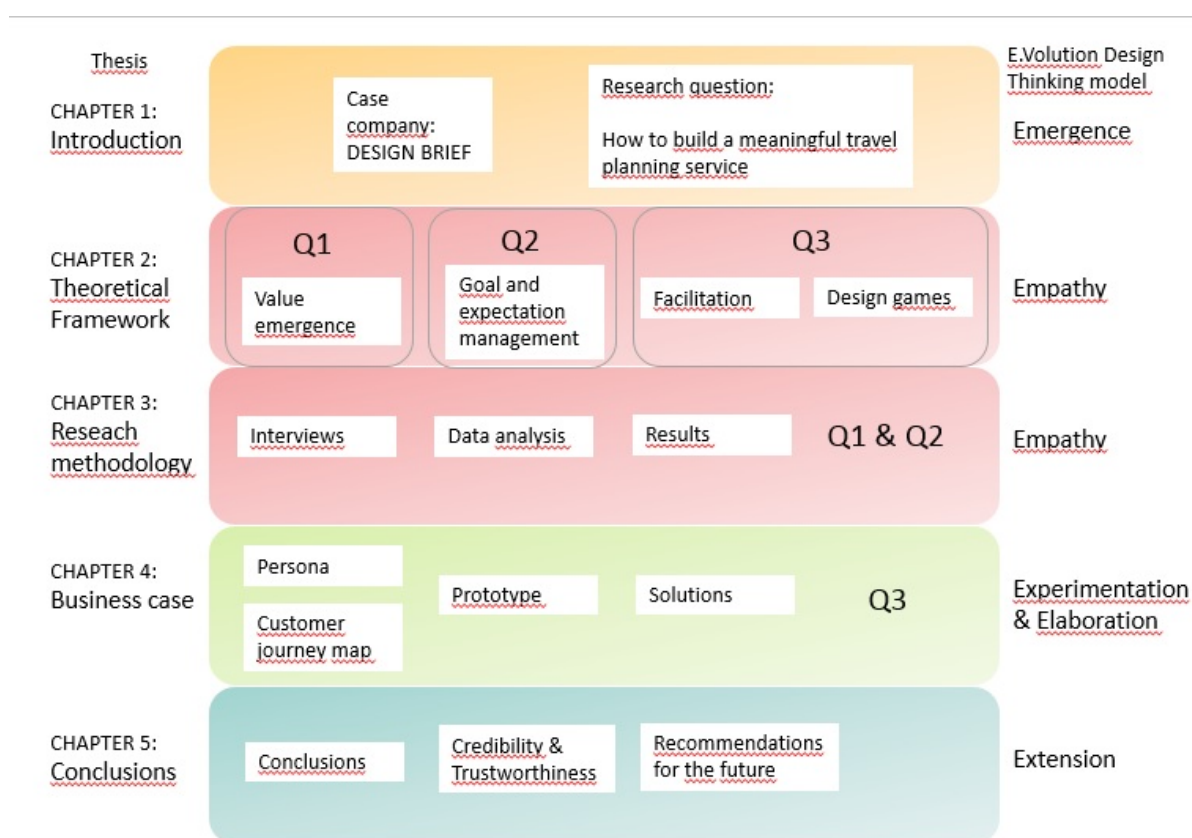 Thesis
E.Volution Design
Thinking model
CHAPTER 1:
Introduction
Case
company:
DESIGN BRIEF
Research question:
How to build a meaningful travel
planning service
Emergence
CHAPTER 2:
Theoretical
Framework
Q1
Value
emergence
Q2
Goal and
expectation
management
Q3
Facilitation
Design games
Empathy
CHAPTER 3:
Reseach
methodology
Interviews
Data analysis
Results
Q1 & Q2
Empathy
CHAPTER 4:
Business case
Persona
Customer
journey map
Prototype
Solutions
Q3
Experimentation
& Elaboration
CHAPTER 5:
Conclusions
Conclusions
Credibility &
Trustworthiness
Recommendations
for the future
Extension